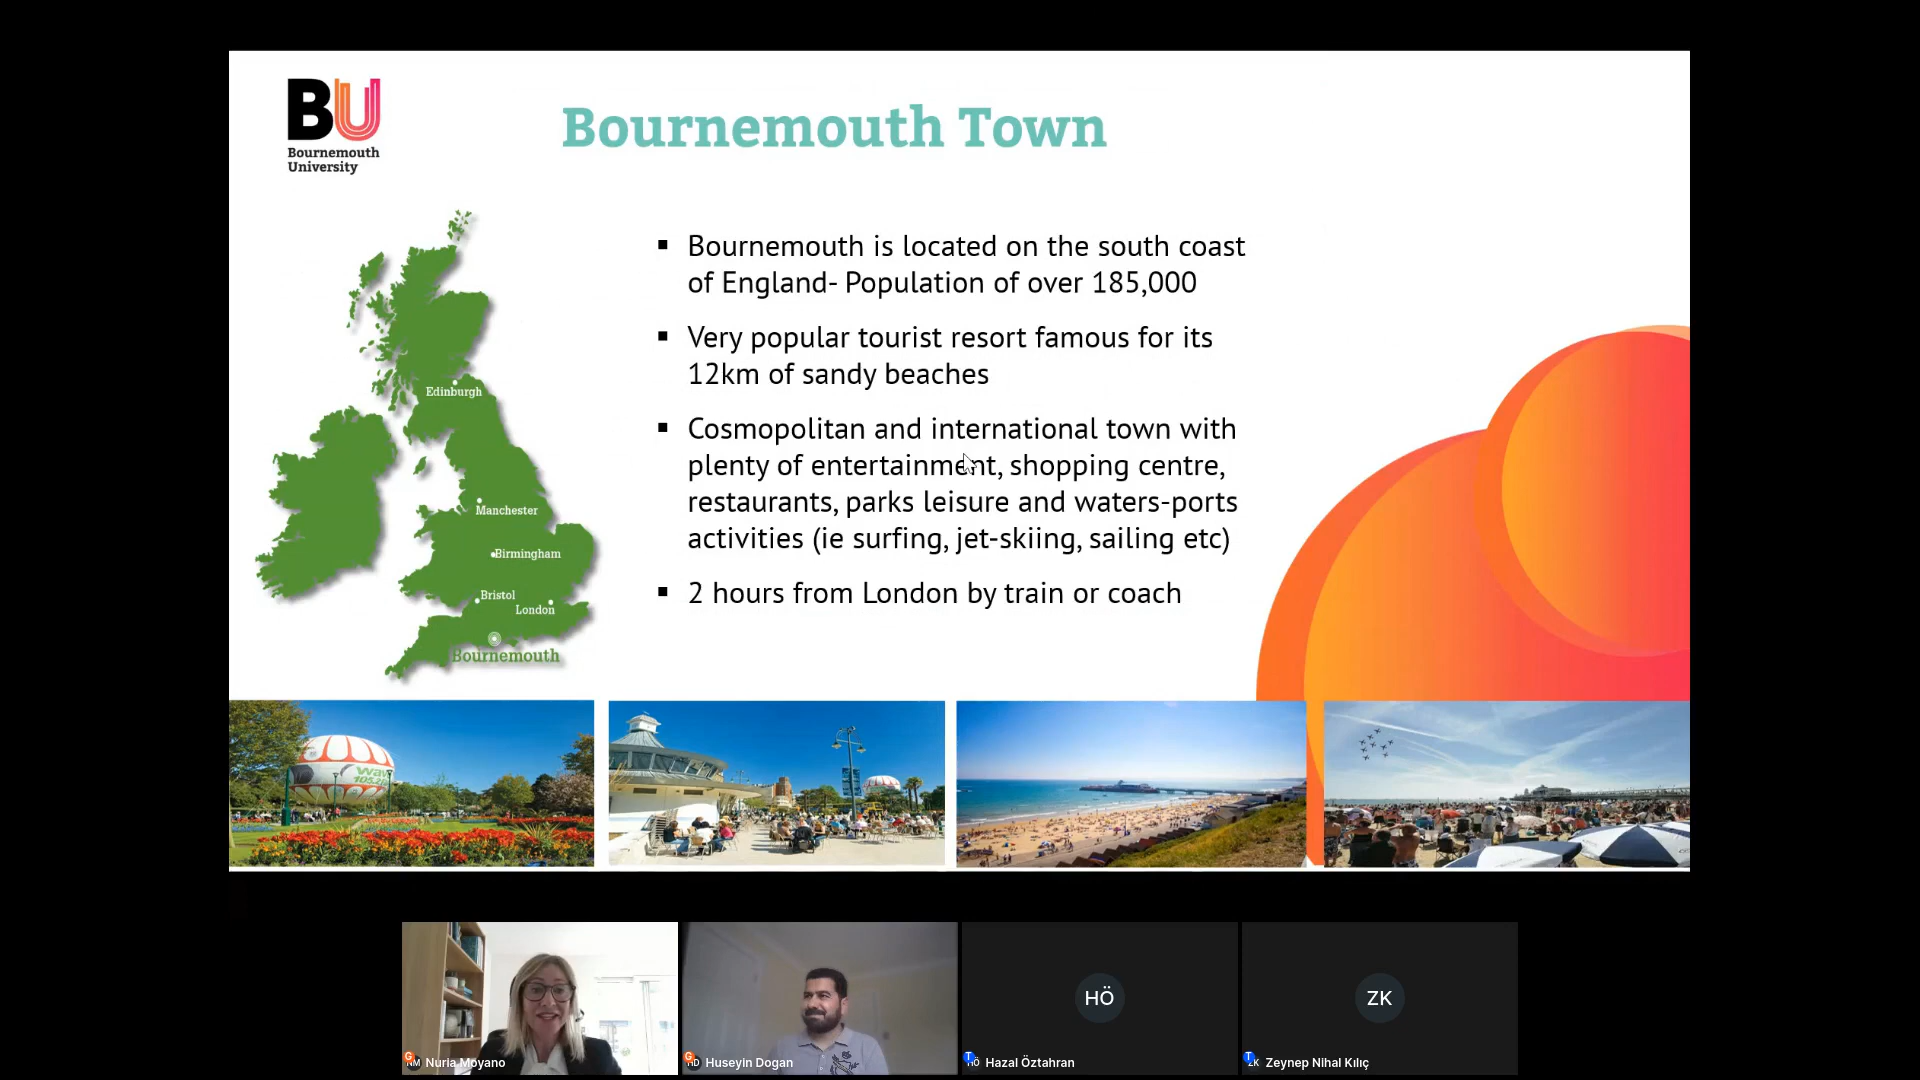 BU
Bournemouth
University
Bournemouth Town
▪ Bournemouth is located on the south coast
of England- Population of over 185,000
▪ Very popular tourist resort famous for its
12km of sandy beaches
▪ Cosmopolitan and international town with
plenty of entertainment, shopping centre,
restaurants, parks leisure and waters-ports
activities (ie surfing, jet-skiing, sailing etc)
▪ 2 hours from London by train or coach
Edinburgh
Manchester
Birmingham
Bristol
London
Bournemouth
HÖ
ZK
G NM Nuria Moyano
G HD Huseyin Dogan
T HÖ Hazal Öztahran
T ZK Zeynep Nihal Kılıç